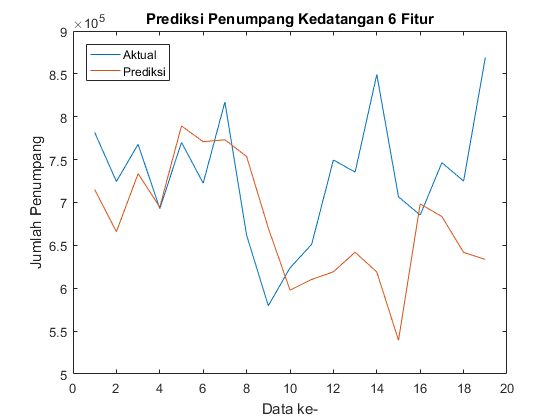 Prediksi Penumpang Kedatangan 6 Fitur
×10^5
9
8.5
8
7.5
7
6.5
6
5.5
5
Jumlah Penumpang
Aktual
Prediksi
0 2 4 6 8 10 12 14 16 18 20
Data ke-